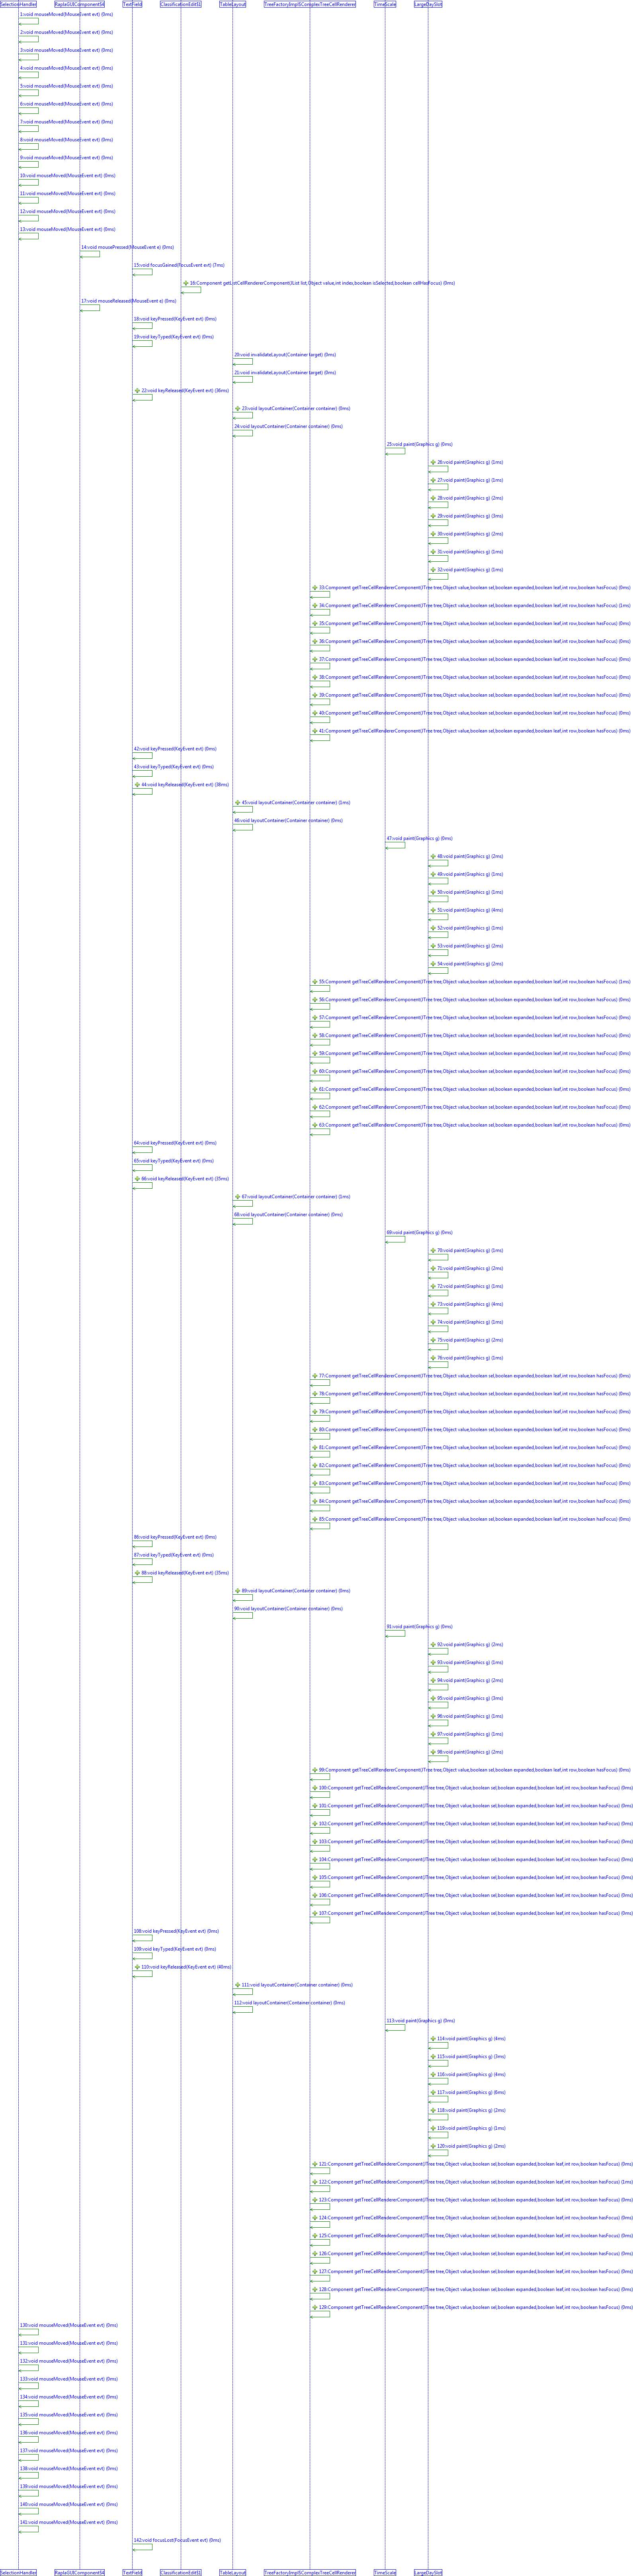 SelectionHandler RaplaGUIComponent$4 TextField ClassificationEdit$1 TableLayout TreeFactoryImpl$ComplexTreeCellRenderer TimeScale LargeDaySlot
1:void mouseMoved(MouseEvent evt) (0ms)
2:void mouseMoved(MouseEvent evt) (0ms)
3:void mouseMoved(MouseEvent evt) (0ms)
4:void mouseMoved(MouseEvent evt) (0ms)
5:void mouseMoved(MouseEvent evt) (0ms)
6:void mouseMoved(MouseEvent evt) (0ms)
7:void mouseMoved(MouseEvent evt) (0ms)
8:void mouseMoved(MouseEvent evt) (0ms)
9:void mouseMoved(MouseEvent evt) (0ms)
10:void mouseMoved(MouseEvent evt) (0ms)
11:void mouseMoved(MouseEvent evt) (0ms)
12:void mouseMoved(MouseEvent evt) (0ms)
13:void mouseMoved(MouseEvent evt) (0ms)
14:void mousePressed(MouseEvent e) (0ms)
15:void focusGained(FocusEvent evt) (7ms)
16:Component getListCellRendererComponent(JList list,Object value,int index,boolean isSelected,boolean cellHasFocus) (0ms)
17:void mouseReleased(MouseEvent e) (0ms)
18:void keyPressed(KeyEvent evt) (0ms)
19:void keyTyped(KeyEvent evt) (0ms)
20:void invalidateLayout(Container target) (0ms)
21:void invalidateLayout(Container target) (0ms)
22:void keyReleased(KeyEvent evt) (36ms)
23:void layoutContainer(Container container) (0ms)
24:void layoutContainer(Container container) (0ms)
25:void paint(Graphics g) (0ms)
26:void paint(Graphics g) (1ms)
27:void paint(Graphics g) (1ms)
28:void paint(Graphics g) (2ms)
29:void paint(Graphics g) (3ms)
30:void paint(Graphics g) (2ms)
31:void paint(Graphics g) (1ms)
32:void paint(Graphics g) (1ms)
33:Component getTreeCellRendererComponent(JTree tree,Object value,boolean sel,boolean expanded,boolean leaf,int row,boolean hasFocus) (0ms)
34:Component getTreeCellRendererComponent(JTree tree,Object value,boolean sel,boolean expanded,boolean leaf,int row,boolean hasFocus) (1ms)
35:Component getTreeCellRendererComponent(JTree tree,Object value,boolean sel,boolean expanded,boolean leaf,int row,boolean hasFocus) (0ms)
36:Component getTreeCellRendererComponent(JTree tree,Object value,boolean sel,boolean expanded,boolean leaf,int row,boolean hasFocus) (0ms)
37:Component getTreeCellRendererComponent(JTree tree,Object value,boolean sel,boolean expanded,boolean leaf,int row,boolean hasFocus) (0ms)
38:Component getTreeCellRendererComponent(JTree tree,Object value,boolean sel,boolean expanded,boolean leaf,int row,boolean hasFocus) (0ms)
39:Component getTreeCellRendererComponent(JTree tree,Object value,boolean sel,boolean expanded,boolean leaf,int row,boolean hasFocus) (0ms)
40:Component getTreeCellRendererComponent(JTree tree,Object value,boolean sel,boolean expanded,boolean leaf,int row,boolean hasFocus) (0ms)
41:Component getTreeCellRendererComponent(JTree tree,Object value,boolean sel,boolean expanded,boolean leaf,int row,boolean hasFocus) (0ms)
42:void keyPressed(KeyEvent evt) (0ms)
43:void keyTyped(KeyEvent evt) (0ms)
44:void keyReleased(KeyEvent evt) (38ms)
45:void layoutContainer(Container container) (1ms)
46:void layoutContainer(Container container) (0ms)
47:void paint(Graphics g) (0ms)
48:void paint(Graphics g) (2ms)
49:void paint(Graphics g) (1ms)
50:void paint(Graphics g) (1ms)
51:void paint(Graphics g) (4ms)
52:void paint(Graphics g) (1ms)
53:void paint(Graphics g) (2ms)
54:void paint(Graphics g) (2ms)
55:Component getTreeCellRendererComponent(JTree tree,Object value,boolean sel,boolean expanded,boolean leaf,int row,boolean hasFocus) (1ms)
56:Component getTreeCellRendererComponent(JTree tree,Object value,boolean sel,boolean expanded,boolean leaf,int row,boolean hasFocus) (0ms)
57:Component getTreeCellRendererComponent(JTree tree,Object value,boolean sel,boolean expanded,boolean leaf,int row,boolean hasFocus) (0ms)
58:Component getTreeCellRendererComponent(JTree tree,Object value,boolean sel,boolean expanded,boolean leaf,int row,boolean hasFocus) (0ms)
59:Component getTreeCellRendererComponent(JTree tree,Object value,boolean sel,boolean expanded,boolean leaf,int row,boolean hasFocus) (0ms)
60:Component getTreeCellRendererComponent(JTree tree,Object value,boolean sel,boolean expanded,boolean leaf,int row,boolean hasFocus) (0ms)
61:Component getTreeCellRendererComponent(JTree tree,Object value,boolean sel,boolean expanded,boolean leaf,int row,boolean hasFocus) (0ms)
62:Component getTreeCellRendererComponent(JTree tree,Object value,boolean sel,boolean expanded,boolean leaf,int row,boolean hasFocus) (0ms)
63:Component getTreeCellRendererComponent(JTree tree,Object value,boolean sel,boolean expanded,boolean leaf,int row,boolean hasFocus) (0ms)
64:void keyPressed(KeyEvent evt) (0ms)
65:void keyTyped(KeyEvent evt) (0ms)
66:void keyReleased(KeyEvent evt) (35ms)
67:void layoutContainer(Container container) (1ms)
68:void layoutContainer(Container container) (0ms)
69:void paint(Graphics g) (0ms)
70:void paint(Graphics g) (1ms)
71:void paint(Graphics g) (2ms)
72:void paint(Graphics g) (1ms)
73:void paint(Graphics g) (4ms)
74:void paint(Graphics g) (1ms)
75:void paint(Graphics g) (2ms)
76:void paint(Graphics g) (1ms)
77:Component getTreeCellRendererComponent(JTree tree,Object value,boolean sel,boolean expanded,boolean leaf,int row,boolean hasFocus) (0ms)
78:Component getTreeCellRendererComponent(JTree tree,Object value,boolean sel,boolean expanded,boolean leaf,int row,boolean hasFocus) (0ms)
79:Component getTreeCellRendererComponent(JTree tree,Object value,boolean sel,boolean expanded,boolean leaf,int row,boolean hasFocus) (0ms)
80:Component getTreeCellRendererComponent(JTree tree,Object value,boolean sel,boolean expanded,boolean leaf,int row,boolean hasFocus) (0ms)
81:Component getTreeCellRendererComponent(JTree tree,Object value,boolean sel,boolean expanded,boolean leaf,int row,boolean hasFocus) (0ms)
82:Component getTreeCellRendererComponent(JTree tree,Object value,boolean sel,boolean expanded,boolean leaf,int row,boolean hasFocus) (0ms)
83:Component getTreeCellRendererComponent(JTree tree,Object value,boolean sel,boolean expanded,boolean leaf,int row,boolean hasFocus) (0ms)
84:Component getTreeCellRendererComponent(JTree tree,Object value,boolean sel,boolean expanded,boolean leaf,int row,boolean hasFocus) (0ms)
85:Component getTreeCellRendererComponent(JTree tree,Object value,boolean sel,boolean expanded,boolean leaf,int row,boolean hasFocus) (0ms)
86:void keyPressed(KeyEvent evt) (0ms)
87:void keyTyped(KeyEvent evt) (0ms)
88:void keyReleased(KeyEvent evt) (35ms)
89:void layoutContainer(Container container) (0ms)
90:void layoutContainer(Container container) (0ms)
91:void paint(Graphics g) (0ms)
92:void paint(Graphics g) (2ms)
93:void paint(Graphics g) (1ms)
94:void paint(Graphics g) (2ms)
95:void paint(Graphics g) (3ms)
96:void paint(Graphics g) (1ms)
97:void paint(Graphics g) (1ms)
98:void paint(Graphics g) (2ms)
99:Component getTreeCellRendererComponent(JTree tree,Object value,boolean sel,boolean expanded,boolean leaf,int row,boolean hasFocus) (0ms)
100:Component getTreeCellRendererComponent(JTree tree,Object value,boolean sel,boolean expanded,boolean leaf,int row,boolean hasFocus) (0ms)
101:Component getTreeCellRendererComponent(JTree tree,Object value,boolean sel,boolean expanded,boolean leaf,int row,boolean hasFocus) (0ms)
102:Component getTreeCellRendererComponent(JTree tree,Object value,boolean sel,boolean expanded,boolean leaf,int row,boolean hasFocus) (0ms)
103:Component getTreeCellRendererComponent(JTree tree,Object value,boolean sel,boolean expanded,boolean leaf,int row,boolean hasFocus) (0ms)
104:Component getTreeCellRendererComponent(JTree tree,Object value,boolean sel,boolean expanded,boolean leaf,int row,boolean hasFocus) (0ms)
105:Component getTreeCellRendererComponent(JTree tree,Object value,boolean sel,boolean expanded,boolean leaf,int row,boolean hasFocus) (0ms)
106:Component getTreeCellRendererComponent(JTree tree,Object value,boolean sel,boolean expanded,boolean leaf,int row,boolean hasFocus) (0ms)
107:Component getTreeCellRendererComponent(JTree tree,Object value,boolean sel,boolean expanded,boolean leaf,int row,boolean hasFocus) (0ms)
108:void keyPressed(KeyEvent evt) (0ms)
109:void keyTyped(KeyEvent evt) (0ms)
110:void keyReleased(KeyEvent evt) (49ms)
111:void layoutContainer(Container container) (0ms)
112:void layoutContainer(Container container) (0ms)
113:void paint(Graphics g) (0ms)
114:void paint(Graphics g) (4ms)
115:void paint(Graphics g) (3ms)
116:void paint(Graphics g) (4ms)
117:void paint(Graphics g) (6ms)
118:void paint(Graphics g) (2ms)
119:void paint(Graphics g) (1ms)
120:void paint(Graphics g) (2ms)
121:Component getTreeCellRendererComponent(JTree tree,Object value,boolean sel,boolean expanded,boolean leaf,int row,boolean hasFocus) (0ms)
122:Component getTreeCellRendererComponent(JTree tree,Object value,boolean sel,boolean expanded,boolean leaf,int row,boolean hasFocus) (1ms)
123:Component getTreeCellRendererComponent(JTree tree,Object value,boolean sel,boolean expanded,boolean leaf,int row,boolean hasFocus) (0ms)
124:Component getTreeCellRendererComponent(JTree tree,Object value,boolean sel,boolean expanded,boolean leaf,int row,boolean hasFocus) (0ms)
125:Component getTreeCellRendererComponent(JTree tree,Object value,boolean sel,boolean expanded,boolean leaf,int row,boolean hasFocus) (0ms)
126:Component getTreeCellRendererComponent(JTree tree,Object value,boolean sel,boolean expanded,boolean leaf,int row,boolean hasFocus) (0ms)
127:Component getTreeCellRendererComponent(JTree tree,Object value,boolean sel,boolean expanded,boolean leaf,int row,boolean hasFocus) (0ms)
128:Component getTreeCellRendererComponent(JTree tree,Object value,boolean sel,boolean expanded,boolean leaf,int row,boolean hasFocus) (0ms)
129:Component getTreeCellRendererComponent(JTree tree,Object value,boolean sel,boolean expanded,boolean leaf,int row,boolean hasFocus) (0ms)
130:void mouseMoved(MouseEvent evt) (0ms)
131:void mouseMoved(MouseEvent evt) (0ms)
132:void mouseMoved(MouseEvent evt) (0ms)
133:void mouseMoved(MouseEvent evt) (0ms)
134:void mouseMoved(MouseEvent evt) (0ms)
135:void mouseMoved(MouseEvent evt) (0ms)
136:void mouseMoved(MouseEvent evt) (0ms)
137:void mouseMoved(MouseEvent evt) (0ms)
138:void mouseMoved(MouseEvent evt) (0ms)
139:void mouseMoved(MouseEvent evt) (0ms)
140:void mouseMoved(MouseEvent evt) (0ms)
141:void mouseMoved(MouseEvent evt) (0ms)
142:void focusLost(FocusEvent evt) (0ms)
SelectionHandler RaplaGUIComponent$4 TextField ClassificationEdit$1 TableLayout TreeFactoryImpl$ComplexTreeCellRenderer TimeScale LargeDaySlot